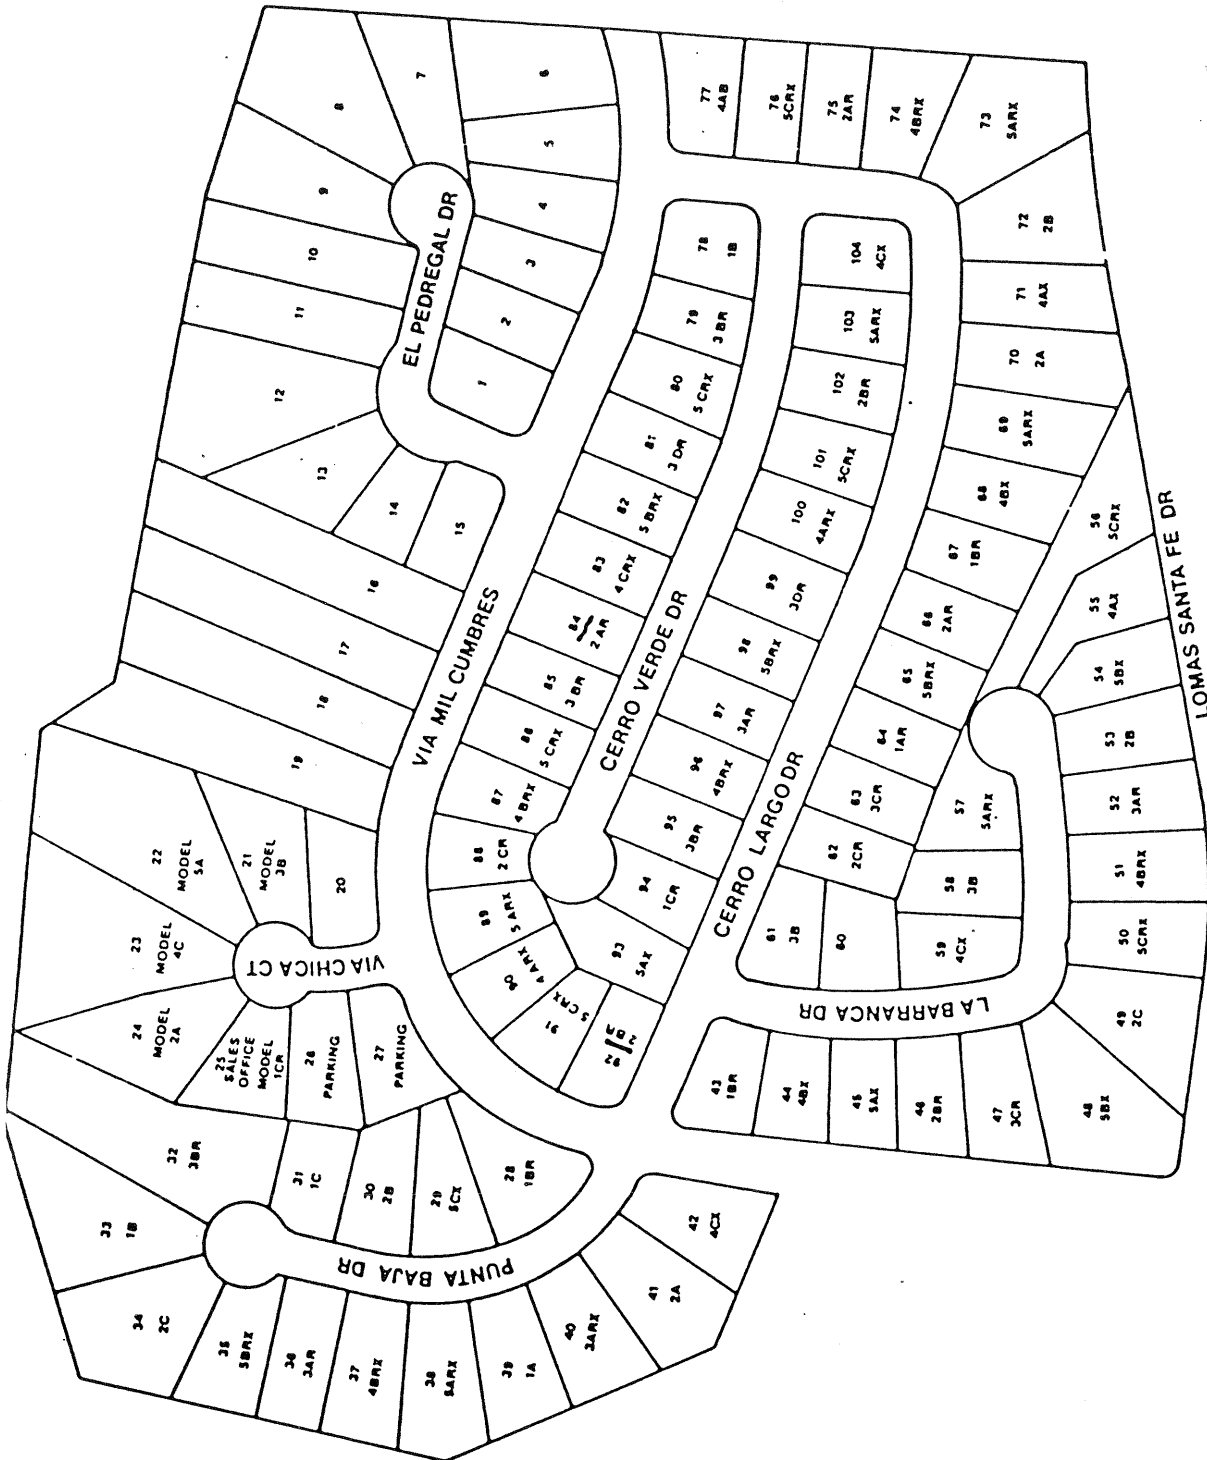 EL PEDREGAL DR
VIA MIL CUMBRES
CERRO VERDE DR
CERRO LARGO DR
LOMAS SANTA FE DR
LA BARRANCA DR
VIA CHICA CT
PUNTA BAJA DR
1
2
3
4
5
6
7
8
9
10
11
12
13
14
15
16
17
18
19
20
21
MODEL
3B
22
MODEL
5A
23
MODEL
4C
24
MODEL
2A
25
SALES
OFFICE
MODEL
1CR
26
PARKING
27
PARKING
28
1BR
29
5CX
30
2B
31
1C
32
3BR
33
1B
34
2C
35
5BRX
36
3AR
37
4BRX
38
5ARX
39
1A
40
3ARX
41
2A
42
4CX
43
1BR
44
4BX
45
5AX
46
2BR
47
3CR
48
5BX
49
2C
50
5CRX
51
4BRX
52
3AR
53
2B
54
5BX
55
4AX
56
5CRX
57
5ARX
58
3B
59
4CX
60
61
3B
62
2CR
63
3CR
64
1AR
65
5BRX
66
2AR
67
1BR
68
4BX
69
5ARX
70
2A
71
4AX
72
2B
73
5ARX
74
4BRX
75
2AR
76
5CRX
77
4AB
78
1B
79
3BR
80
5CRX
81
3DR
82
5BRX
83
4CRX
84
2AR
85
3BR
86
5CRX
87
4BRX
88
2CR
89
5ARX
90
4ARX
91
5CRX
93
5AX
94
1CR
95
3BR
96
4BRX
97
3AR
98
5BRX
99
3DR
100
4ARX
101
5CRX
102
2BR
103
5ARX
104
4CX